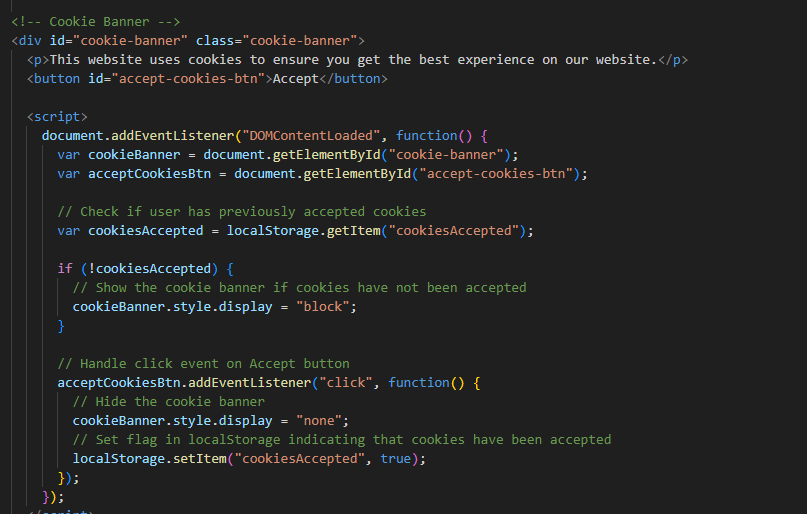 <!-- Cookie Banner -->
<div id="cookie-banner" class="cookie-banner">
  <p>This website uses cookies to ensure you get the best experience on our website.</p>
  <button id="accept-cookies-btn">Accept</button>

  <script>
    document.addEventListener("DOMContentLoaded", function() {
      var cookieBanner = document.getElementById("cookie-banner");
      var acceptCookiesBtn = document.getElementById("accept-cookies-btn");

      // Check if user has previously accepted cookies
      var cookiesAccepted = localStorage.getItem("cookiesAccepted");

      if (!cookiesAccepted) {
        // Show the cookie banner if cookies have not been accepted
        cookieBanner.style.display = "block";
      }

      // Handle click event on Accept button
      acceptCookiesBtn.addEventListener("click", function() {
        // Hide the cookie banner
        cookieBanner.style.display = "none";
        // Set flag in localStorage indicating that cookies have been accepted
        localStorage.setItem("cookiesAccepted", true);
      });
    });
  </script>